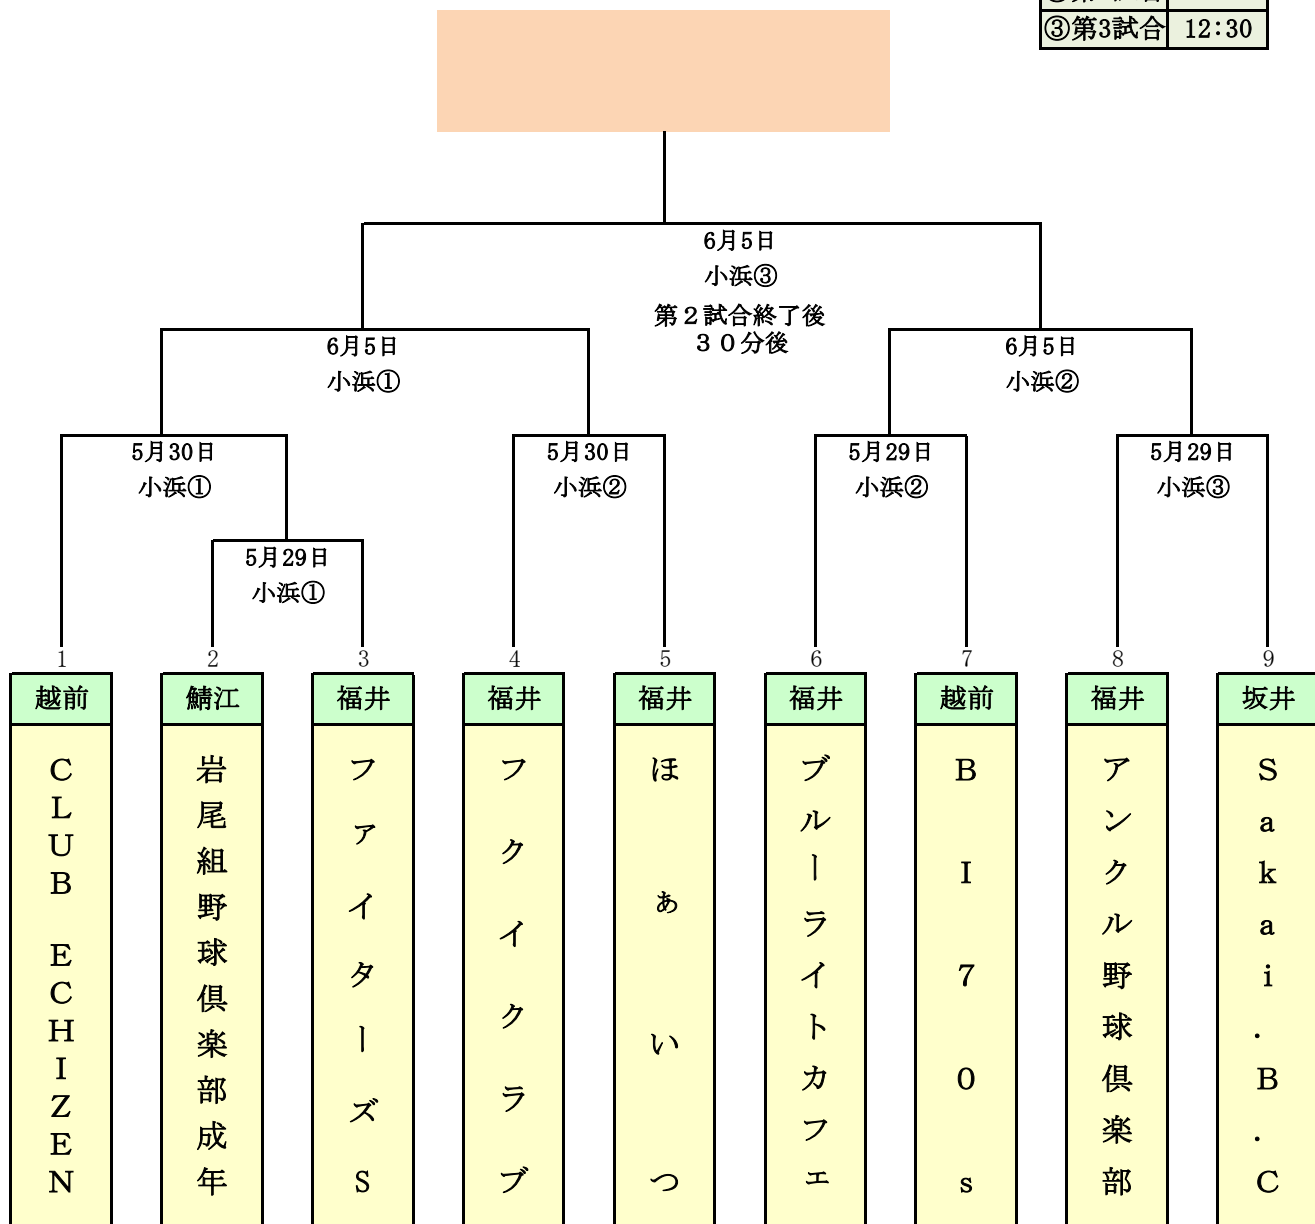 ③第3試合 12:30
6月5日
小浜③
第２試合終了後
３０分後
6月5日
小浜①
6月5日
小浜②
5月30日
小浜①
5月30日
小浜②
5月29日
小浜②
5月29日
小浜③
5月29日
小浜①
1 2 3 4 5 6 7 8 9
越前 鯖江 福井 福井 福井 福井 越前 福井 坂井
ＣＬＵＢ　ＥＣＨＩＺＥＮ
岩尾組野球倶楽部成年
ファイターズＳ
フクイクラブ
ほぁいつ
ブルーライトカフェ
ＢＩ７０ｓ
アンクル野球倶楽部
Ｓａｋａｉ．Ｂ．Ｃ